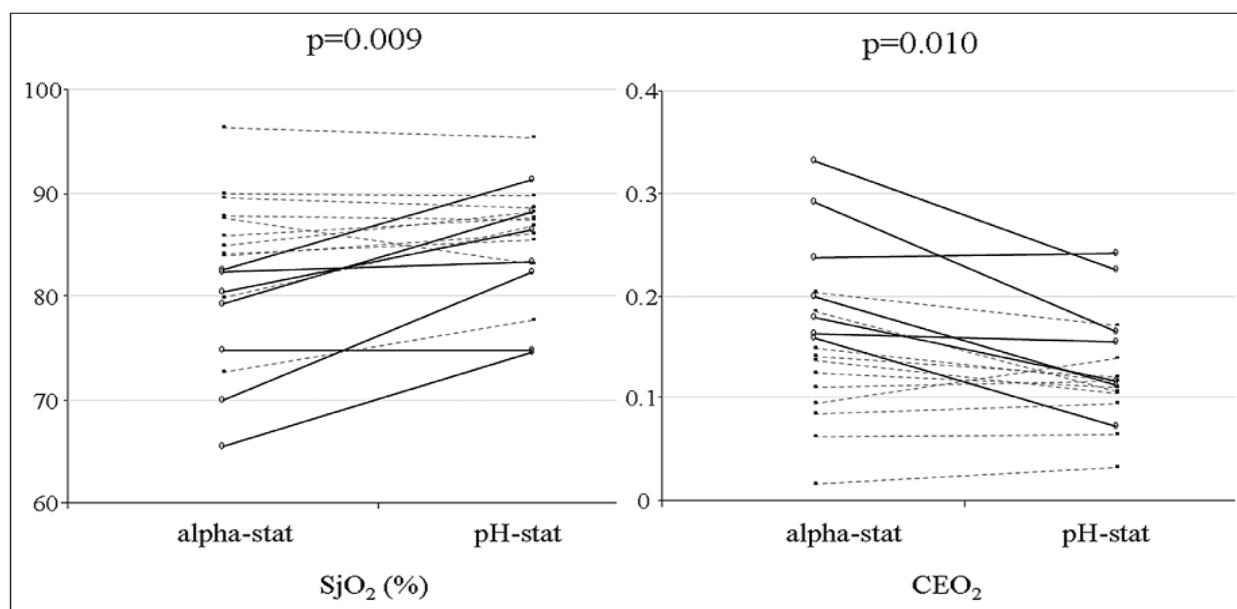 p=0.009
100
90
80
70
60
alpha-stat pH-stat
SjO₂ (%)
p=0.010
0.4
0.3
0.2
0.1
0
alpha-stat pH-stat
CEO₂